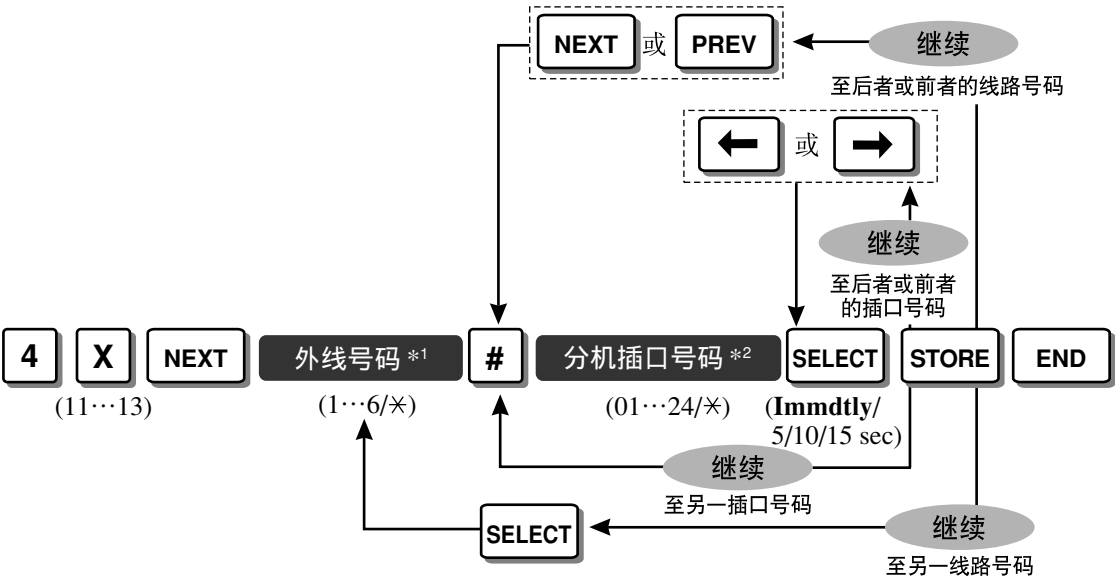 NEXT 或 PREV
继续
至后者或前者的线路号码
← 或 →
继续
至后者或前者
的插口号码
4 X NEXT 外线号码 *1 # 分机插口号码 *2 SELECT STORE END
(11…13) (1…6/✳) (01…24/✳) (Immdtly/
5/10/15 sec)
继续
至另一插口号码
SELECT
继续
至另一线路号码